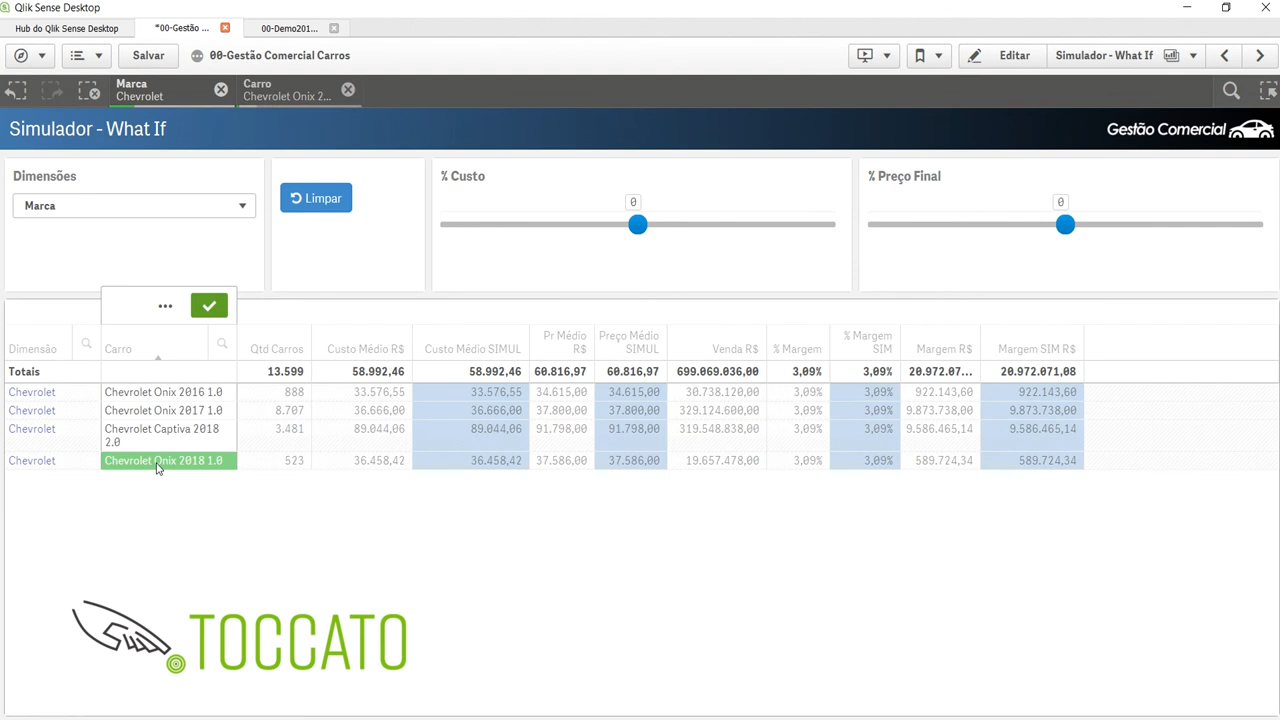 Qlik Sense Desktop
Hub do Qlik Sense Desktop
*00-Gestão ...
00-Demo201...
Salvar
00-Gestão Comercial Carros
Editar
Simulador - What If
Marca
Chevrolet
Carro
Chevrolet Onix 2...
Simulador - What If
Gestão Comercial
Dimensões
Marca
Limpar
% Custo
0
% Preço Final
0
Dimensão Carro Qtd Carros Custo Médio R$ Custo Médio SIMUL Pr Médio R$ Preço Médio SIMUL Venda R$ % Margem % Margem SIM Margem R$ Margem SIM R$
Totais 13.599 58.992,46 58.992,46 60.816,97 60.816,97 699.069.036,00 3,09% 3,09% 20.972.07... 20.972.071,08
Chevrolet Chevrolet Onix 2016 1.0 888 33.576,55 33.576,55 34.615,00 34.615,00 30.738.120,00 3,09% 3,09% 922.143,60 922.143,60
Chevrolet Chevrolet Onix 2017 1.0 8.707 36.666,00 36.666,00 37.800,00 37.800,00 329.124.600,00 3,09% 3,09% 9.873.738,00 9.873.738,00
Chevrolet Chevrolet Captiva 2018 2.0 3.481 89.044,06 89.044,06 91.798,00 91.798,00 319.548.838,00 3,09% 3,09% 9.586.465,14 9.586.465,14
Chevrolet Chevrolet Onix 2018 1.0 523 36.458,42 36.458,42 37.586,00 37.586,00 19.657.478,00 3,09% 3,09% 589.724,34 589.724,34
TOCCATO